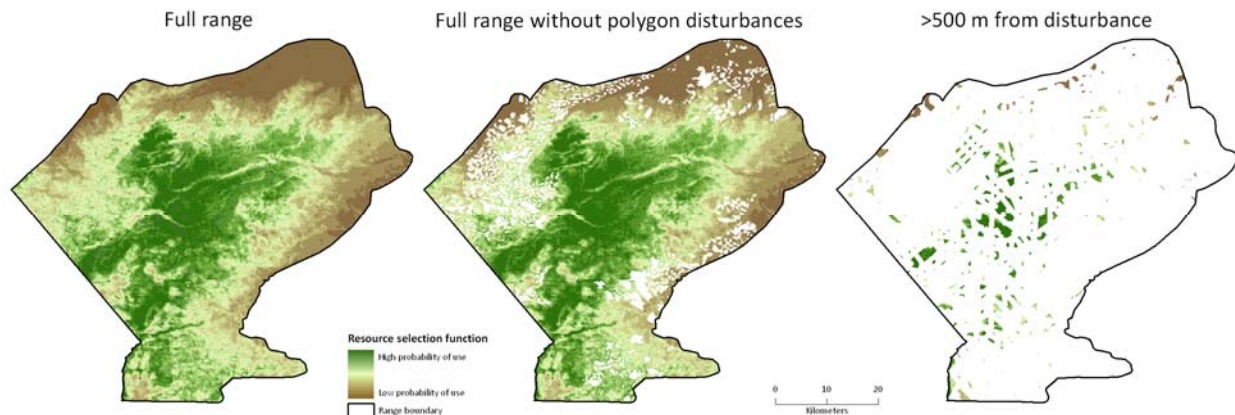 Full range
Full range without polygon disturbances
>500 m from disturbance
Resource selection function
High probability of use
Low probability of use
Range boundary
0 10 20
Kilometers